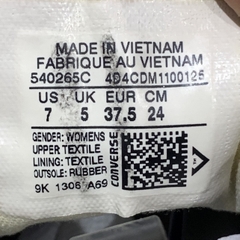 MADE IN VIETNAM
FABRIQUE AU VIETNAM
540265C 4D4CDM1100125
US UK EUR CM
7 5 37.5 24
GENDER: WOMENS
UPPER: TEXTILE
LINING: TEXTILE
OUTSOLE: RUBBER
9K 1306 A69
CONVERSE